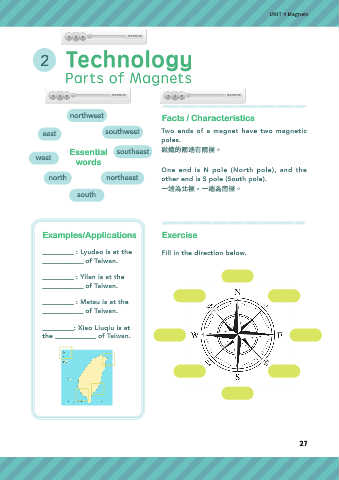 UNIT 4 Magnets
2 Technology
Parts of Magnets
northwest
east
southwest
Essential
words
southeast
west
north
northeast
south
Facts / Characteristics
Two ends of a magnet have two magnetic
poles.
磁鐵的兩端有兩極。
One end is N pole (North pole), and the
other end is S pole (South pole).
一端為北極,一端為南極。
Examples/Applications
________ : Lyudao is at the
__________ of Taiwan.
________ : Yilan is at the
__________ of Taiwan.
________ : Matsu is at the
__________ of Taiwan.
________: Xiao Liuqiu is at
the __________ of Taiwan.
Exercise
Fill in the direction below.
N
W
E
S
27